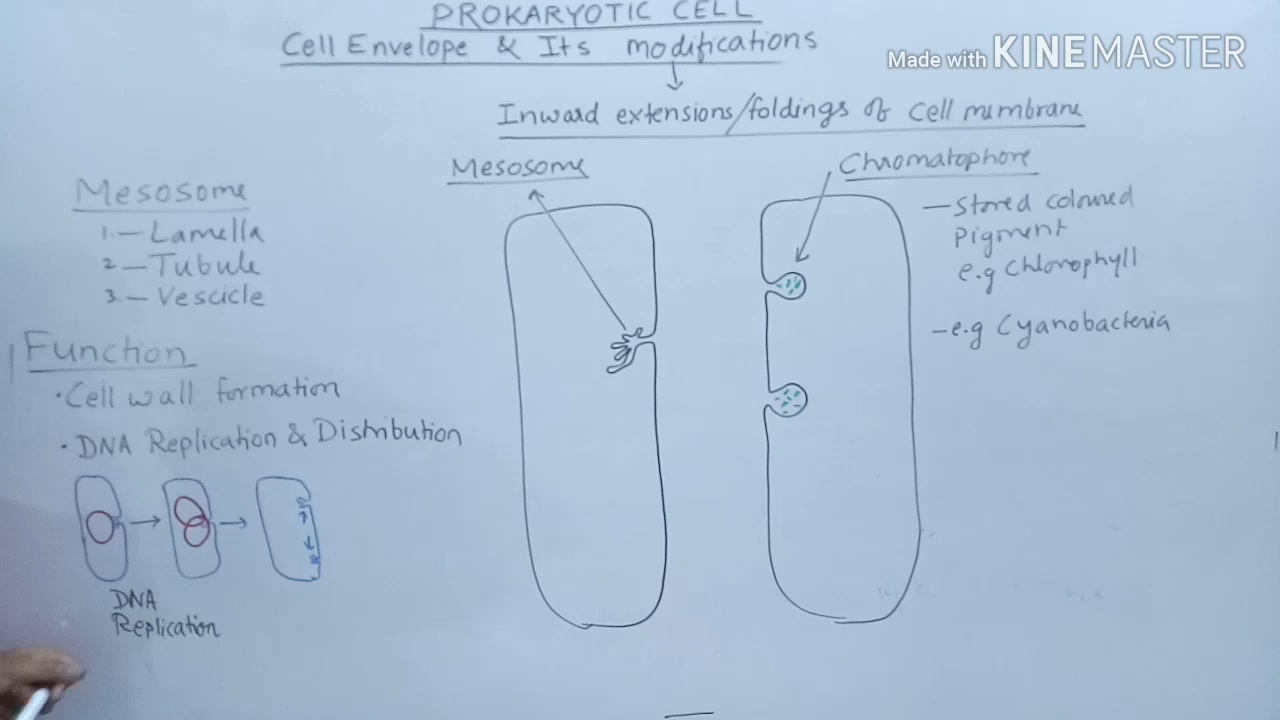 PROKARYOTIC CELL
Cell Envelope & Its modifications
Made with KINEMASTER
Inward extensions/foldings of Cell membrane
Mesosome
1.— Lamella
2 — Tubule
3.— Vescicle
Function
· Cell wall formation
· DNA Replication & Distribution
DNA
Replication
Mesosome
Chromatophore
— Stored coloured
Pigment
e.g Chlorophyll
— e.g Cyanobacteria